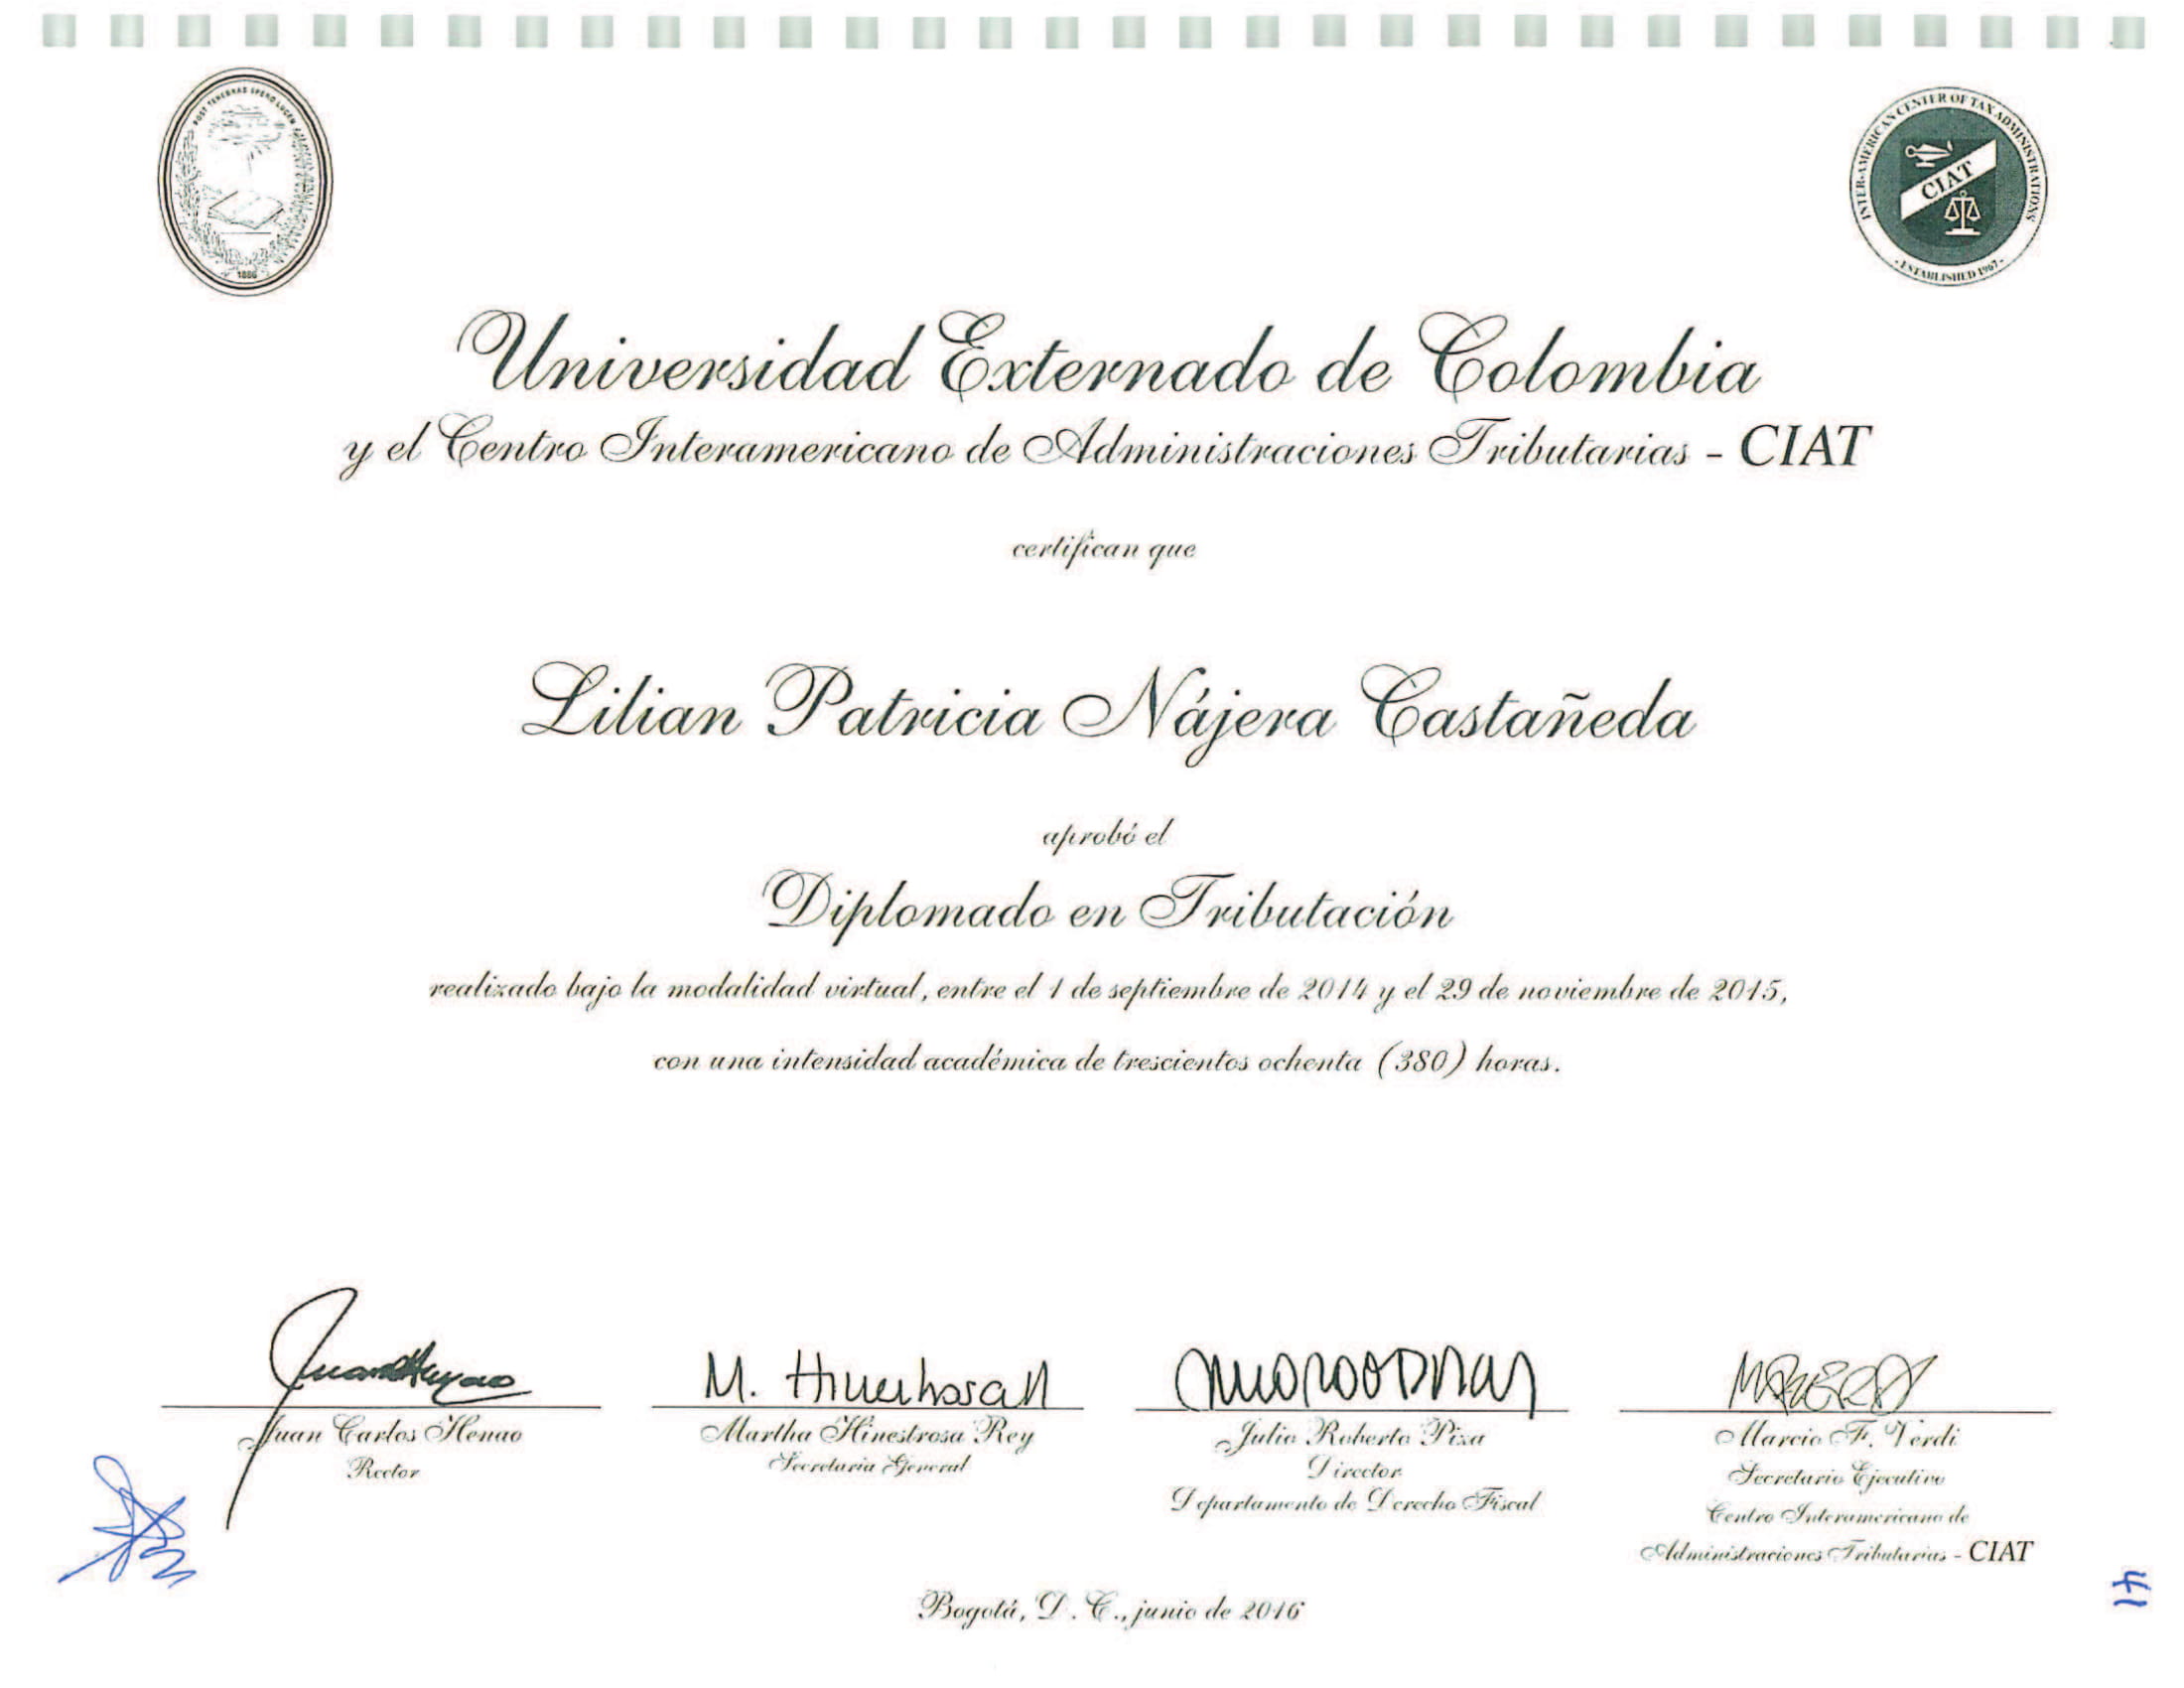 POST TENEBRAS SPERO LUCEM
1886
INTER-AMERICAN CENTER OF TAX ADMINISTRATIONS
CIAT
- ESTABLISHED 1967 -
Universidad Externado de Colombia
y el Centro Interamericano de Administraciones Tributarias - CIAT
certifican que
Lilian Patricia Nájera Castañeda
aprobó el
Diplomado en Tributación
realizado bajo la modalidad virtual, entre el 1 de septiembre de 2014 y el 29 de noviembre de 2015,
con una intensidad académica de trescientos ochenta (380) horas.
Juan Carlos Henao
Rector
M. Hinestrosa R
Martha Hinestrosa Rey
Secretaria General
Julio Roberto Piza
Director
Departamento de Derecho Fiscal
Marcio F. Verdi
Secretario Ejecutivo
Centro Interamericano de
Administraciones Tributarias - CIAT
Bogotá, D. C., junio de 2016